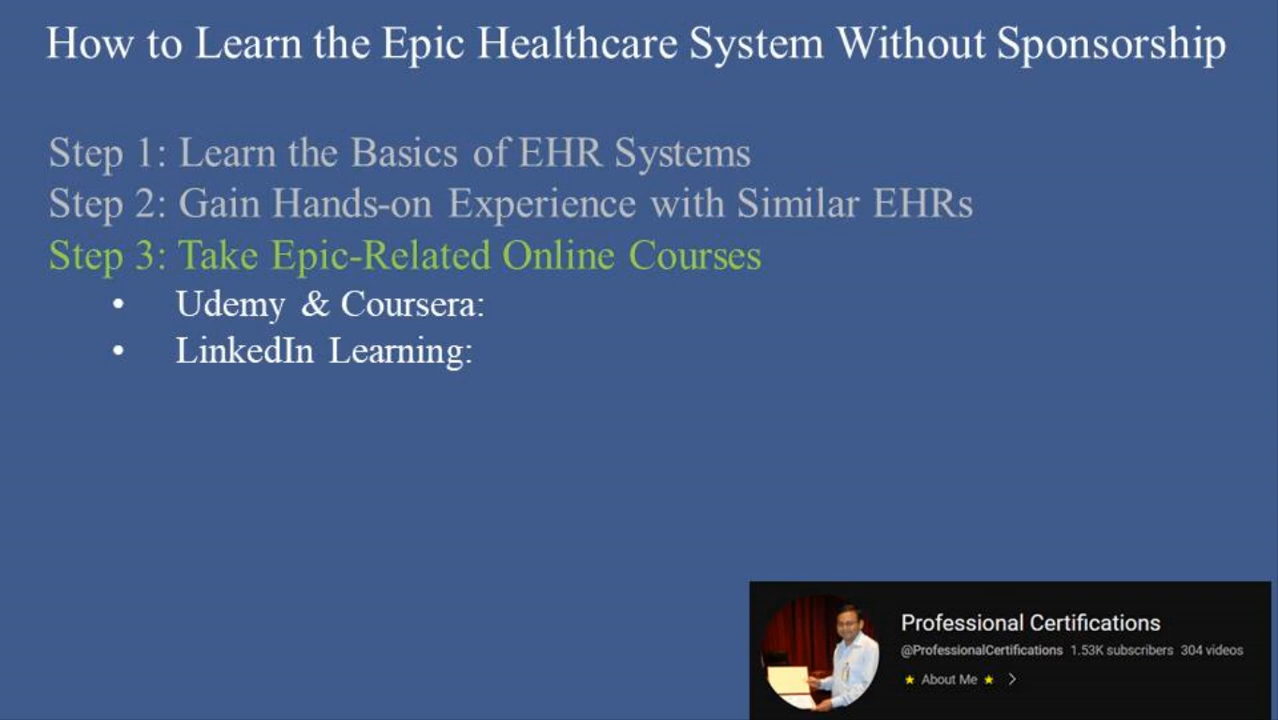 How to Learn the Epic Healthcare System Without Sponsorship
Step 1: Learn the Basics of EHR Systems
Step 2: Gain Hands-on Experience with Similar EHRs
Step 3: Take Epic-Related Online Courses
• Udemy & Coursera:
• LinkedIn Learning:
Professional Certifications
@ProfessionalCertifications 1.53K subscribers 304 videos
★ About Me ★ >